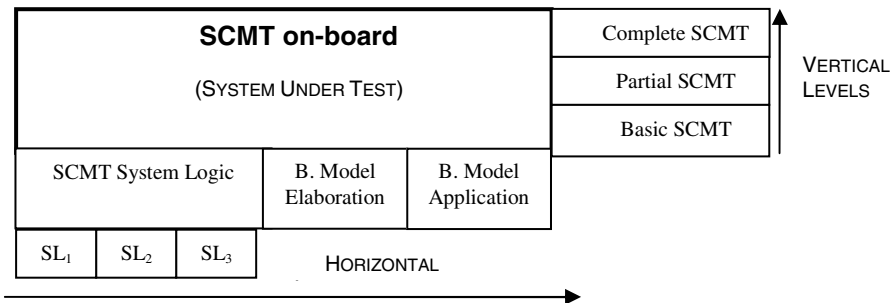 SCMT on-board
(SYSTEM UNDER TEST)
Complete SCMT
Partial SCMT
Basic SCMT
VERTICAL
LEVELS
SCMT System Logic
B. Model
Elaboration
B. Model
Application
SL₁ SL₂ SL₃
HORIZONTAL